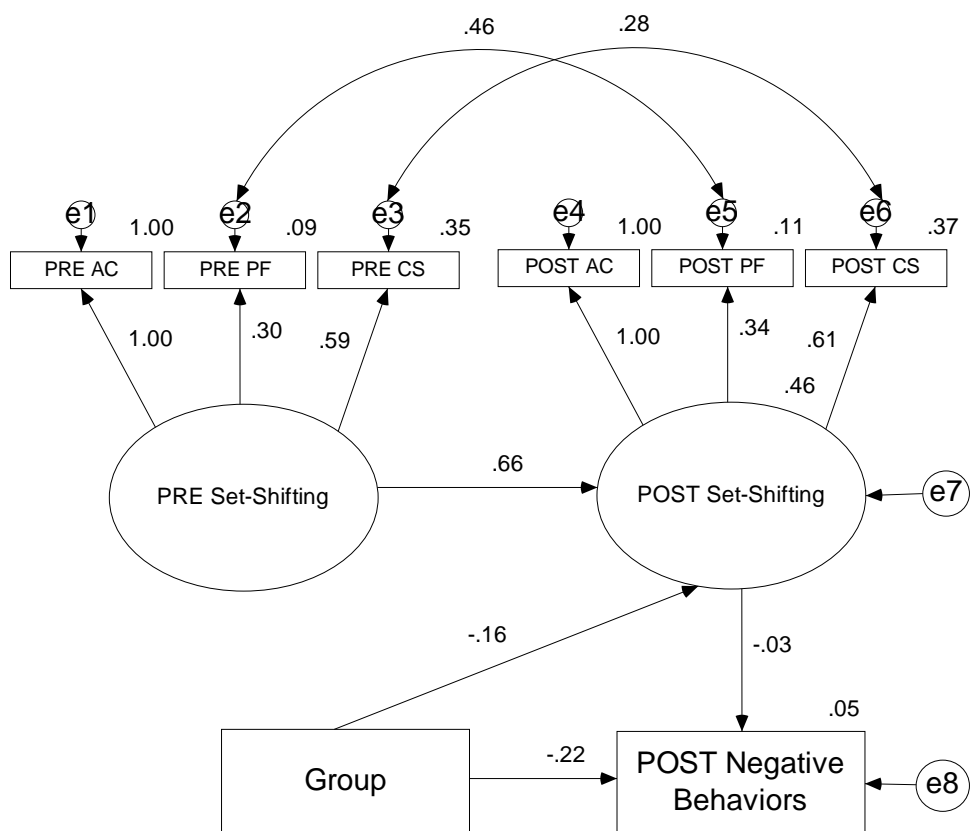 .46
.28
e1
1.00
e2
.09
e3
.35
e4
1.00
e5
.11
e6
.37
PRE AC
PRE PF
PRE CS
POST AC
POST PF
POST CS
1.00
.30
.59
1.00
.34
.61
.46
.66
PRE Set-Shifting
POST Set-Shifting
e7
-.16
-.03
.05
Group
-.22
POST Negative
Behaviors
e8